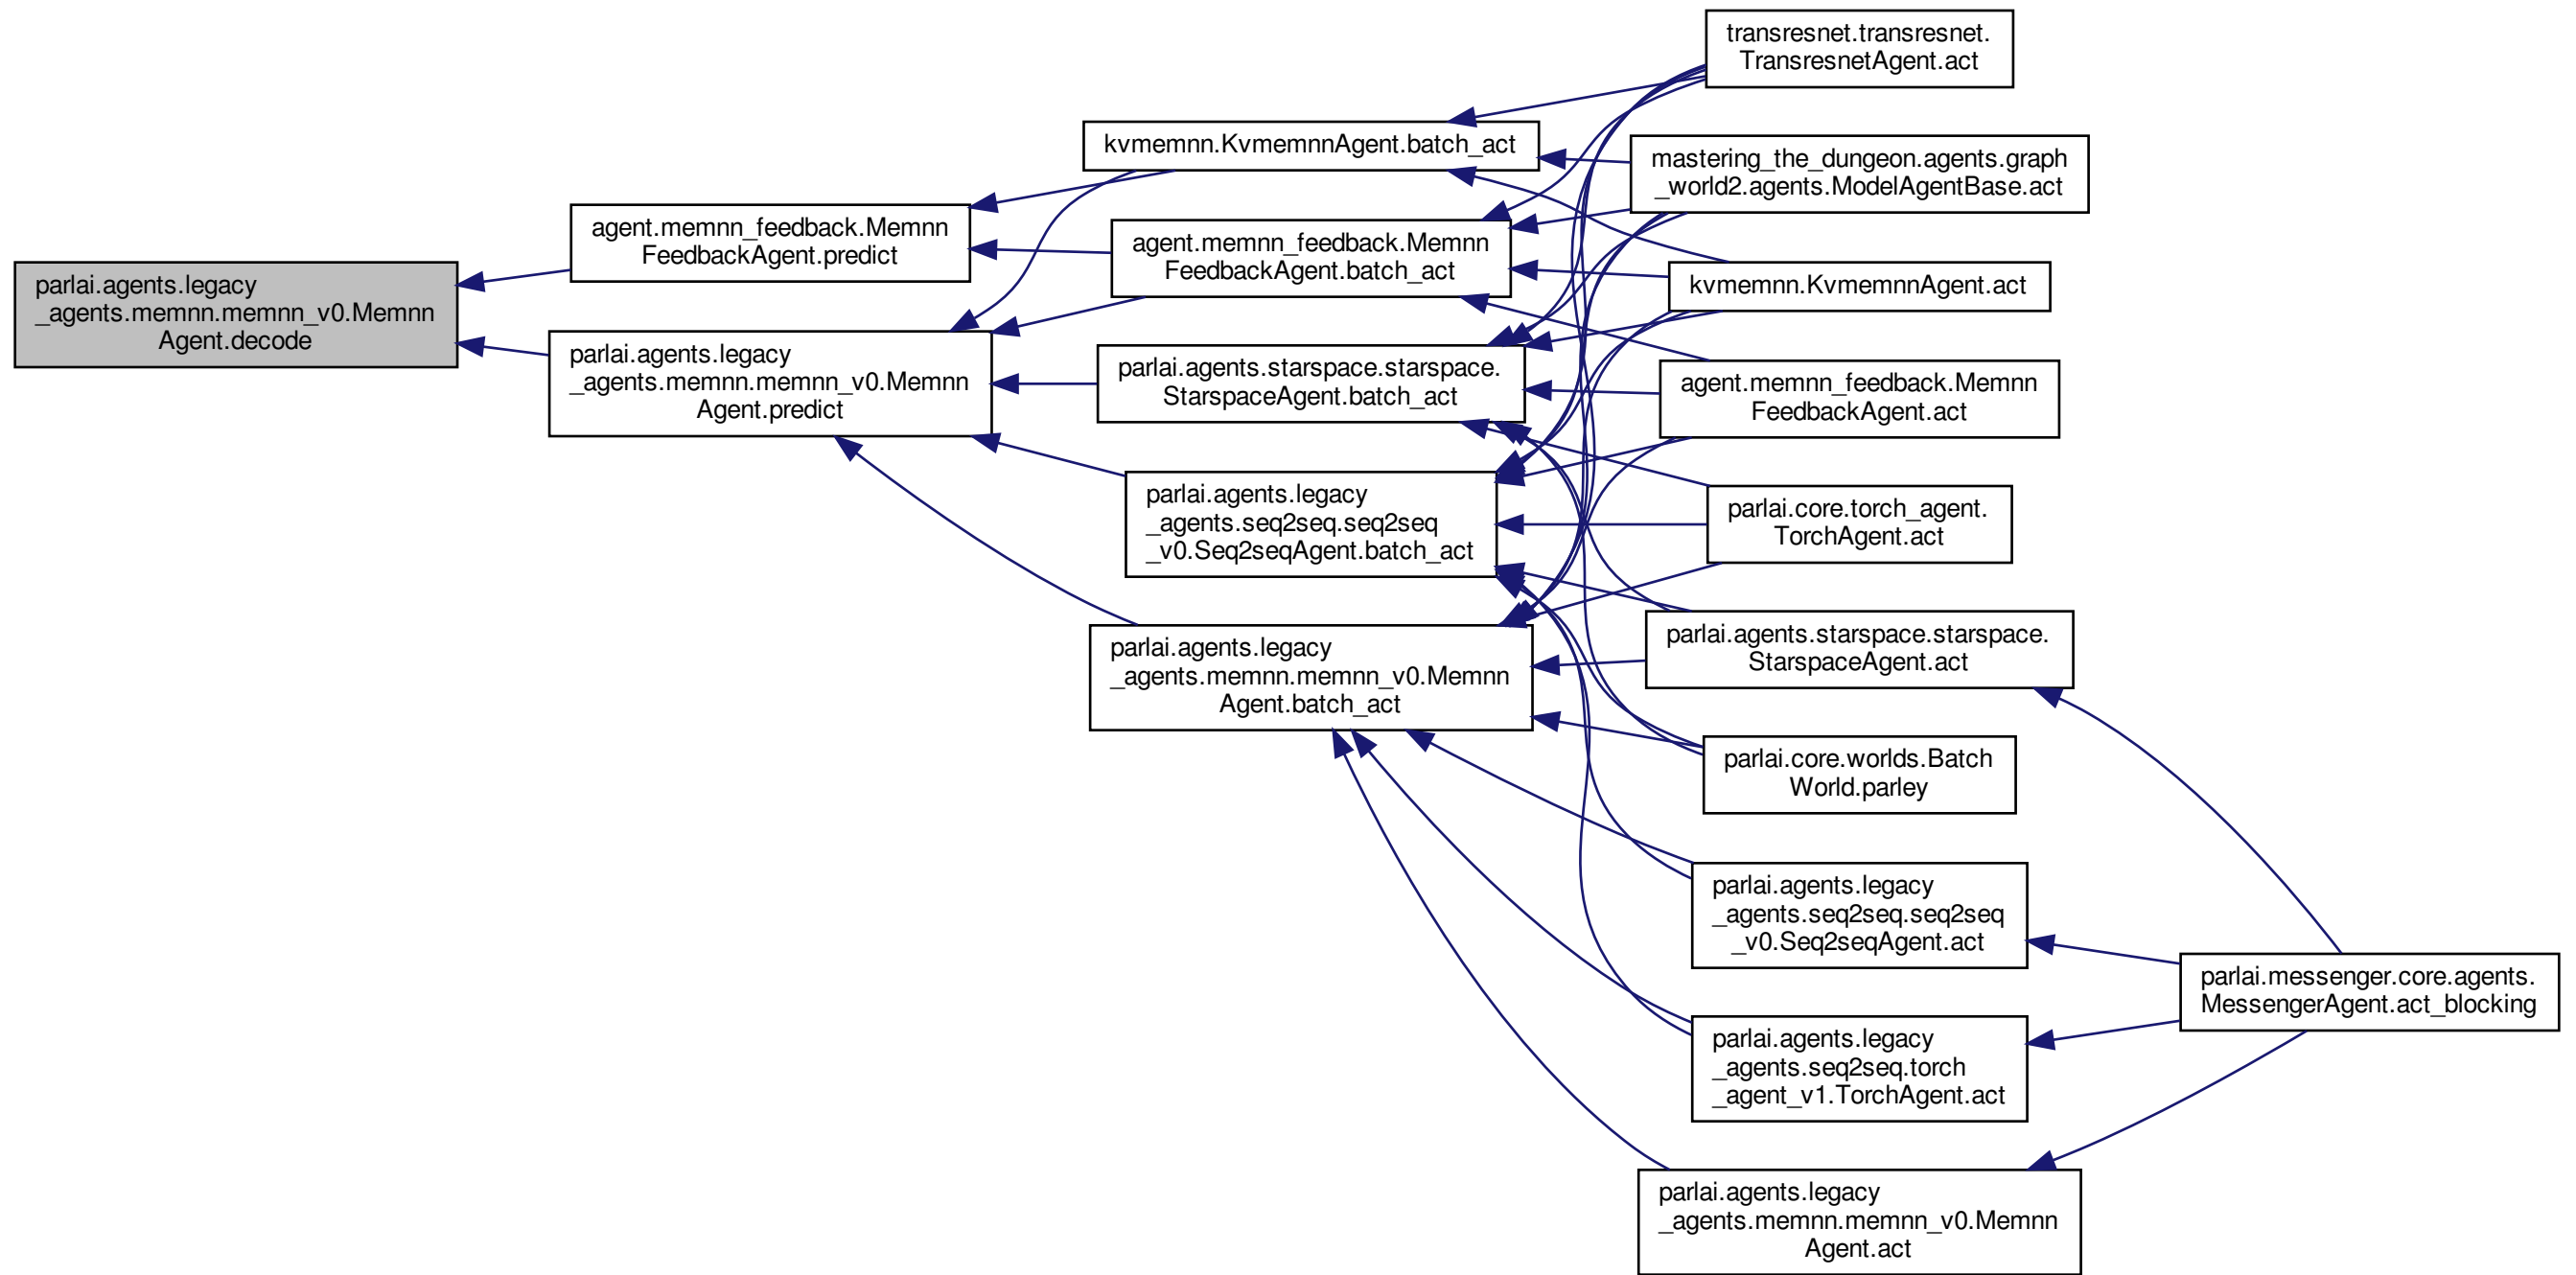 parlai.agents.legacy
_agents.memnn.memnn_v0.Memnn
Agent.decode
agent.memnn_feedback.Memnn
FeedbackAgent.predict
parlai.agents.legacy
_agents.memnn.memnn_v0.Memnn
Agent.predict
kvmemnn.KvmemnnAgent.batch_act
agent.memnn_feedback.Memnn
FeedbackAgent.batch_act
parlai.agents.starspace.starspace.
StarspaceAgent.batch_act
parlai.agents.legacy
_agents.seq2seq.seq2seq
_v0.Seq2seqAgent.batch_act
parlai.agents.legacy
_agents.memnn.memnn_v0.Memnn
Agent.batch_act
transresnet.transresnet.
TransresnetAgent.act
mastering_the_dungeon.agents.graph
_world2.agents.ModelAgentBase.act
kvmemnn.KvmemnnAgent.act
agent.memnn_feedback.Memnn
FeedbackAgent.act
parlai.core.torch_agent.
TorchAgent.act
parlai.agents.starspace.starspace.
StarspaceAgent.act
parlai.core.worlds.Batch
World.parley
parlai.agents.legacy
_agents.seq2seq.seq2seq
_v0.Seq2seqAgent.act
parlai.agents.legacy
_agents.seq2seq.torch
_agent_v1.TorchAgent.act
parlai.agents.legacy
_agents.memnn.memnn_v0.Memnn
Agent.act
parlai.messenger.core.agents.
MessengerAgent.act_blocking